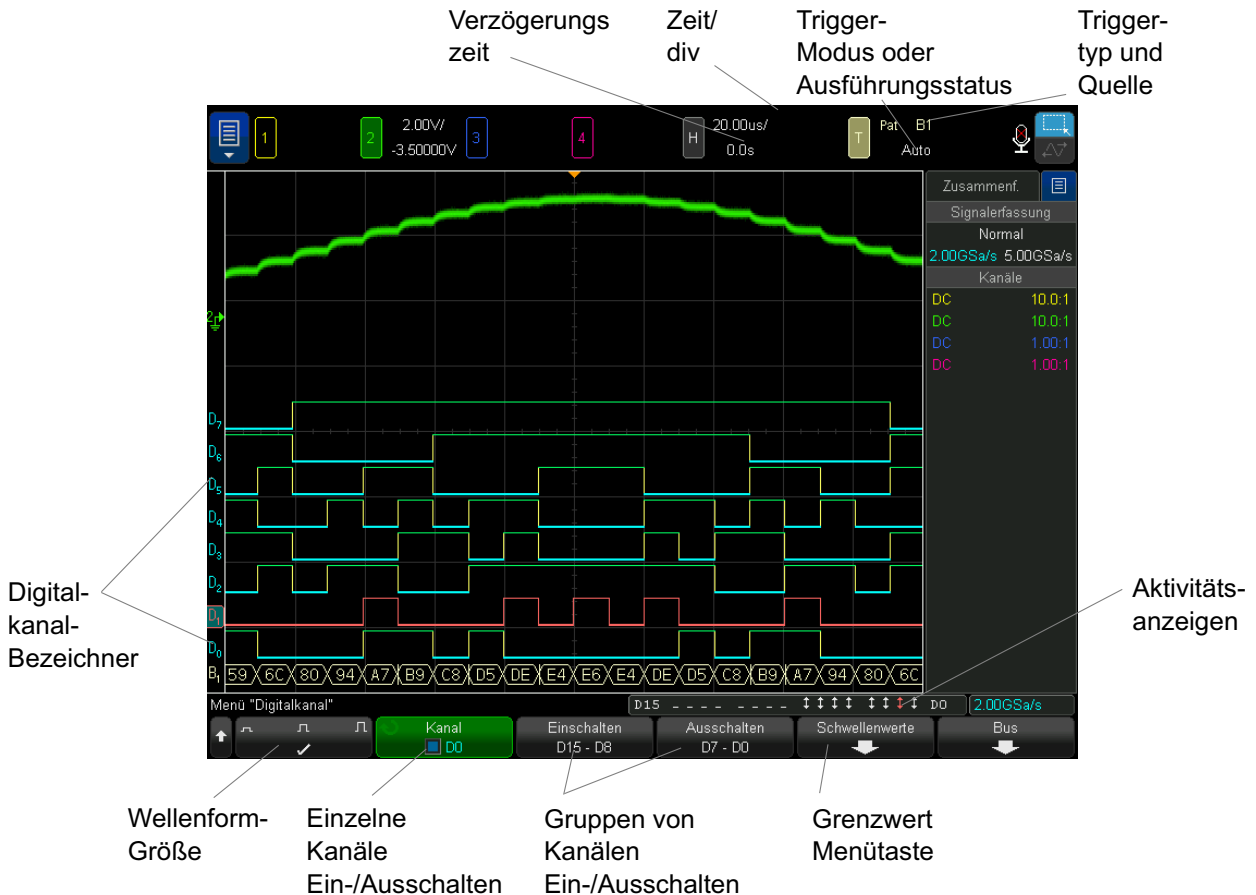 Verzögerungs
zeit
Zeit/
div
Trigger-
Modus oder
Ausführungsstatus
Trigger-
typ und
Quelle
1
2
2.00V/
-3.50000V
3
4
H
20.00us/
0.0s
T
Pat B1
Auto
Zusammenf.
Signalerfassung
Normal
2.00GSa/s 5.00GSa/s
Kanäle
DC 10.0:1
DC 10.0:1
DC 1.00:1
DC 1.00:1
2
D7
D6
D5
D4
D3
D2
D1
D0
B1 59 6C 80 94 A7 B9 C8 D5 DE E4 E6 E4 DE D5 C8 B9 A7 94 80 6C
Digital-
kanal-
Bezeichner
Aktivitäts-
anzeigen
Menü "Digitalkanal"
D15 _ _ _ _ _ _ _ _ ↕ ↕ ↕ ↕ ↕ ↕ ↕ ↕ D0
2.00GSa/s
Kanal
D0
Einschalten
D15 - D8
Ausschalten
D7 - D0
Schwellenwerte
Bus
Wellenform-
Größe
Einzelne
Kanäle
Ein-/Ausschalten
Gruppen von
Kanälen
Ein-/Ausschalten
Grenzwert
Menütaste